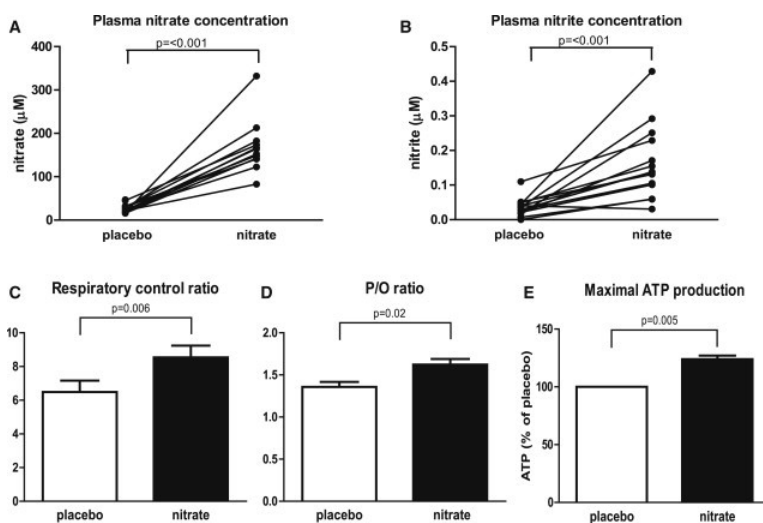 A
Plasma nitrate concentration
p=<0.001
400
300
200
100
0
nitrate (μM)
placebo nitrate
B
Plasma nitrite concentration
p=<0.001
0.5
0.4
0.3
0.2
0.1
0.0
nitrite (μM)
placebo nitrate
C
Respiratory control ratio
p=0.006
10
8
6
4
2
0
placebo nitrate
D
P/O ratio
p=0.02
2.0
1.5
1.0
0.5
0.0
placebo nitrate
E
Maximal ATP production
p=0.005
150
100
50
0
ATP (% of placebo)
placebo nitrate